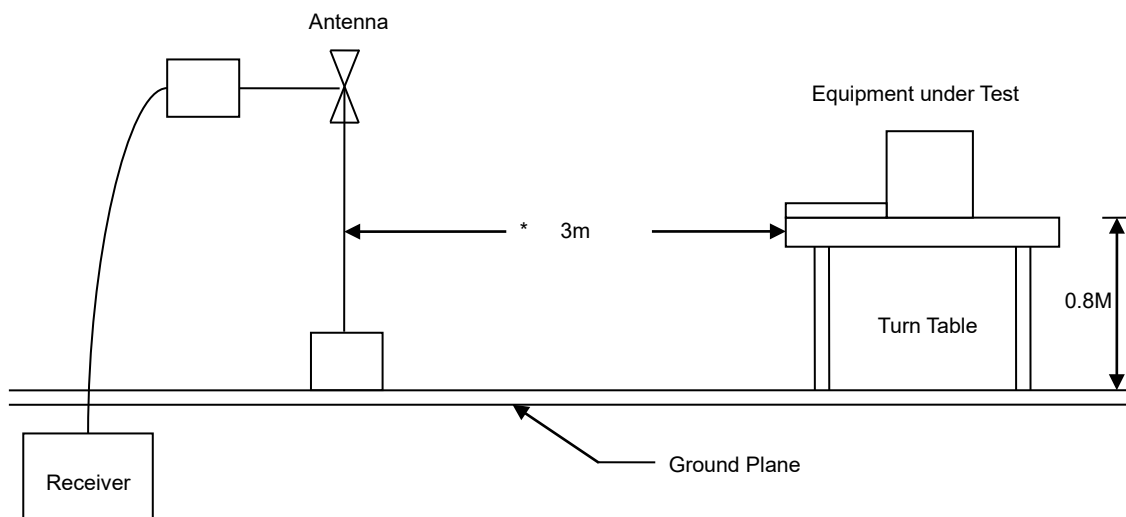 Antenna
Equipment under Test
* 3m
0.8M
Turn Table
Ground Plane
Receiver